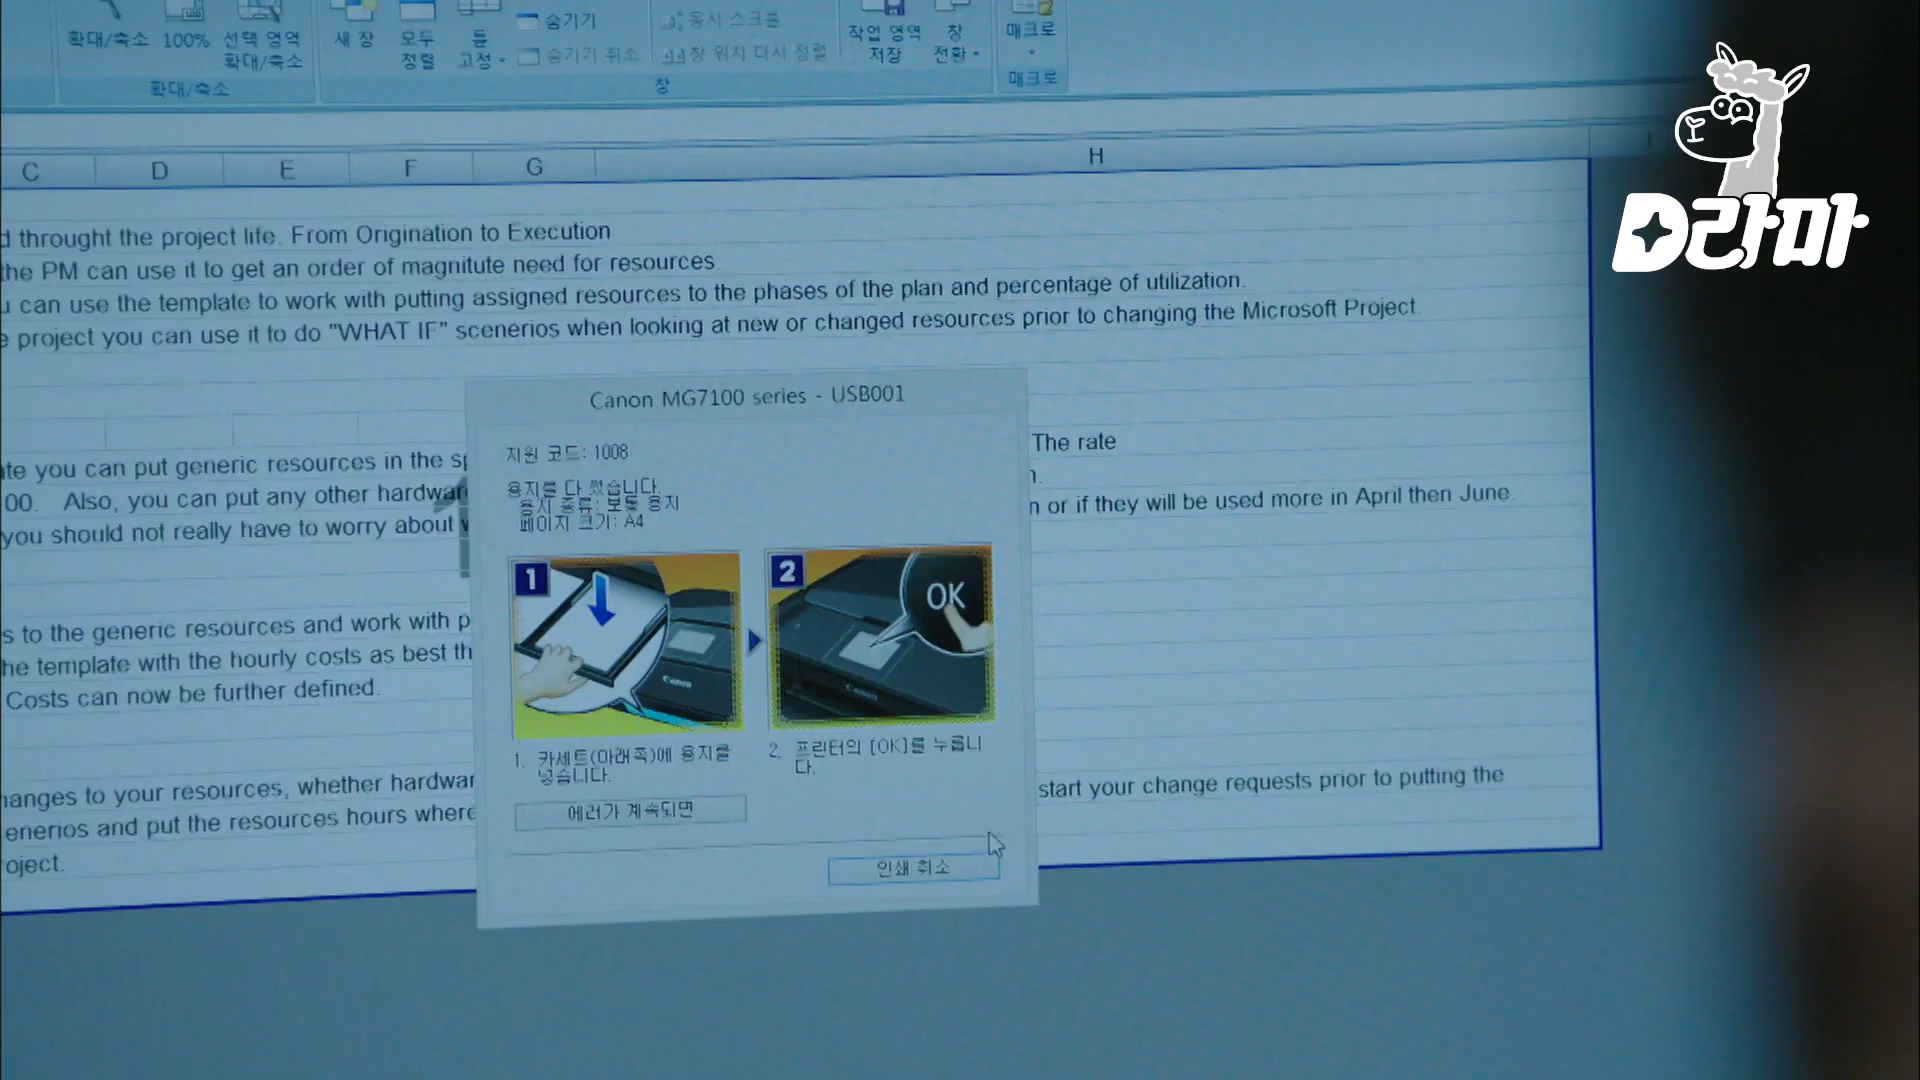 확대/축소
100%
선택 영역
확대/축소
새 창
모두
정렬
틀
고정
숨기기
숨기기 취소
동시 스크롤
창 위치 다시 정렬
작업 영역
저장
창
전환
매크로
확대/축소
창
매크로
C D E F G H
D라마
d throught the project life. From Origination to Execution
the PM can use it to get an order of magnitute need for resources.
u can use the template to work with putting assigned resources to the phases of the plan and percentage of utilization.
e project you can use it to do "WHAT IF" scenerios when looking at new or changed resources prior to changing the Microsoft Project
Canon MG7100 series - USB001
지원 코드: 1008
용지를 다 썼습니다.
용지 종류: 보통 용지
페이지 크기: A4
1
2
OK
Canon
Canon
1. 카세트(아래쪽)에 용지를
넣습니다.
2. 프린터의 [OK]를 누릅니
다.
에러가 계속되면
인쇄 취소
The rate
ate you can put generic resources in the sp
00. Also, you can put any other hardwar
n or if they will be used more in April then June.
you should not really have to worry about w
s to the generic resources and work with p
he template with the hourly costs as best th
Costs can now be further defined.
hanges to your resources, whether hardwar
start your change requests prior to putting the
enerios and put the resources hours where
oject.